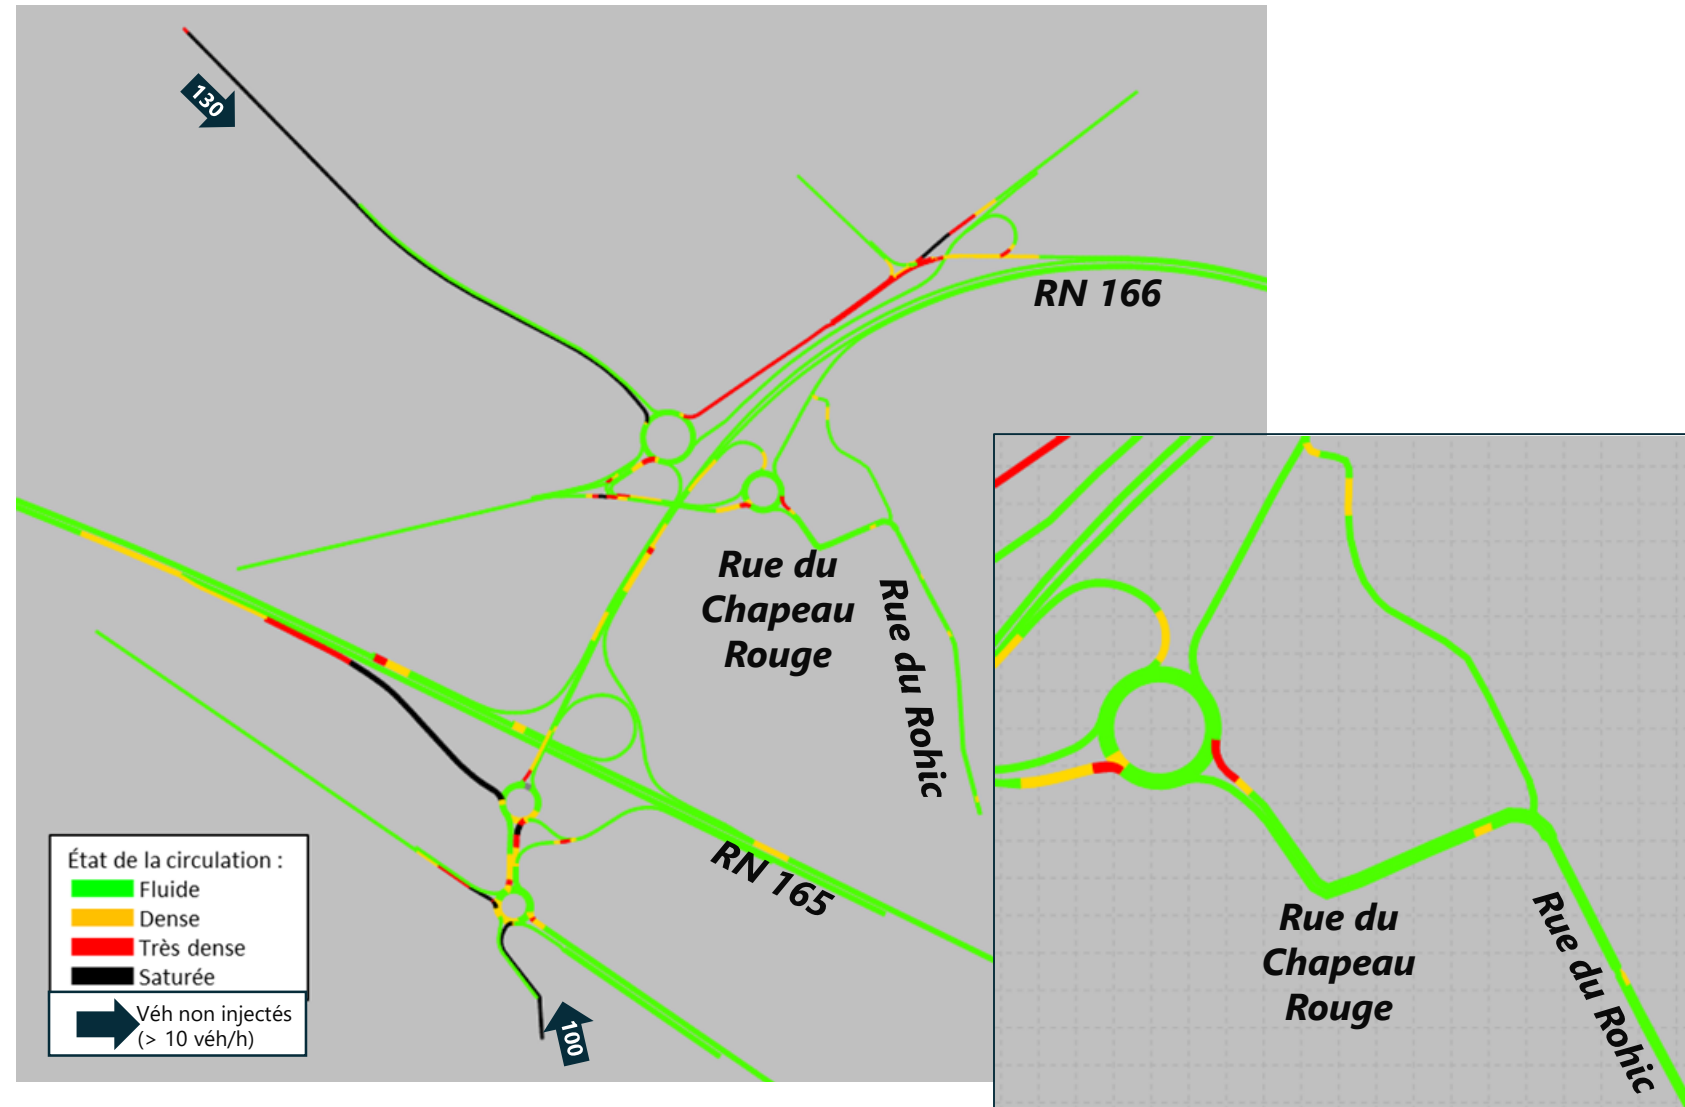 130
RN 166
Rue du
Chapeau
Rouge
Rue du Rohic
RN 165
État de la circulation :
Fluide
Dense
Très dense
Saturée
Véh non injectés
(> 10 véh/h)
100
Rue du
Chapeau
Rouge
Rue du Rohic